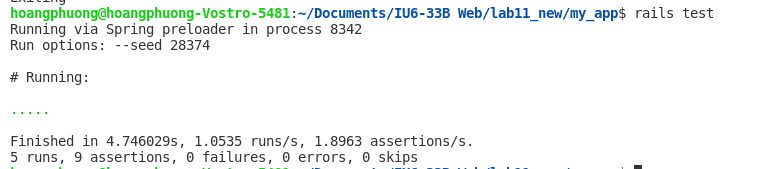 Exiting
hoangphuong@hoangphuong-Vostro-5481:~/Documents/IU6-33B Web/lab11_new/my_app$ rails test
Running via Spring preloader in process 8342
Run options: --seed 28374
# Running:
.....
Finished in 4.746029s, 1.0535 runs/s, 1.8963 assertions/s.
5 runs, 9 assertions, 0 failures, 0 errors, 0 skips